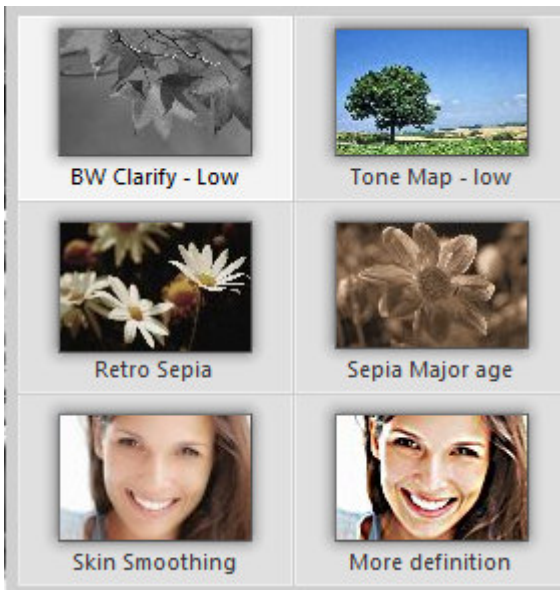 BW Clarify - Low
Tone Map - low
Retro Sepia
Sepia Major age
Skin Smoothing
More definition